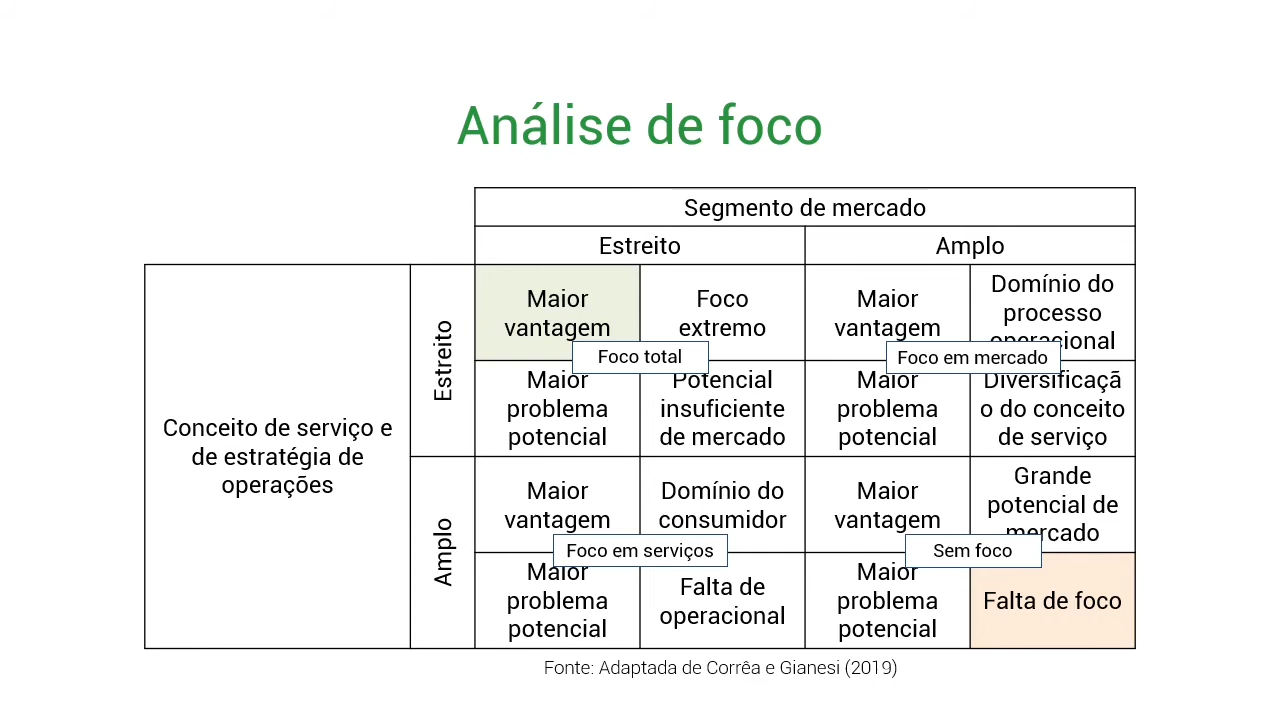 Análise de foco
Segmento de mercado
Estreito
Amplo
Conceito de serviço e
de estratégia de
operações
Estreito
Maior
vantagem
Foco
extremo
Maior
vantagem
Domínio do
processo
operacional
Foco total
Foco em mercado
Maior
problema
potencial
Potencial
insuficiente
de mercado
Maior
problema
potencial
Diversificaçã
o do conceito
de serviço
Amplo
Maior
vantagem
Domínio do
consumidor
Maior
vantagem
Grande
potencial de
mercado
Foco em serviços
Sem foco
Maior
problema
potencial
Falta de
operacional
Maior
problema
potencial
Falta de foco
Fonte: Adaptada de Corrêa e Gianesi (2019)